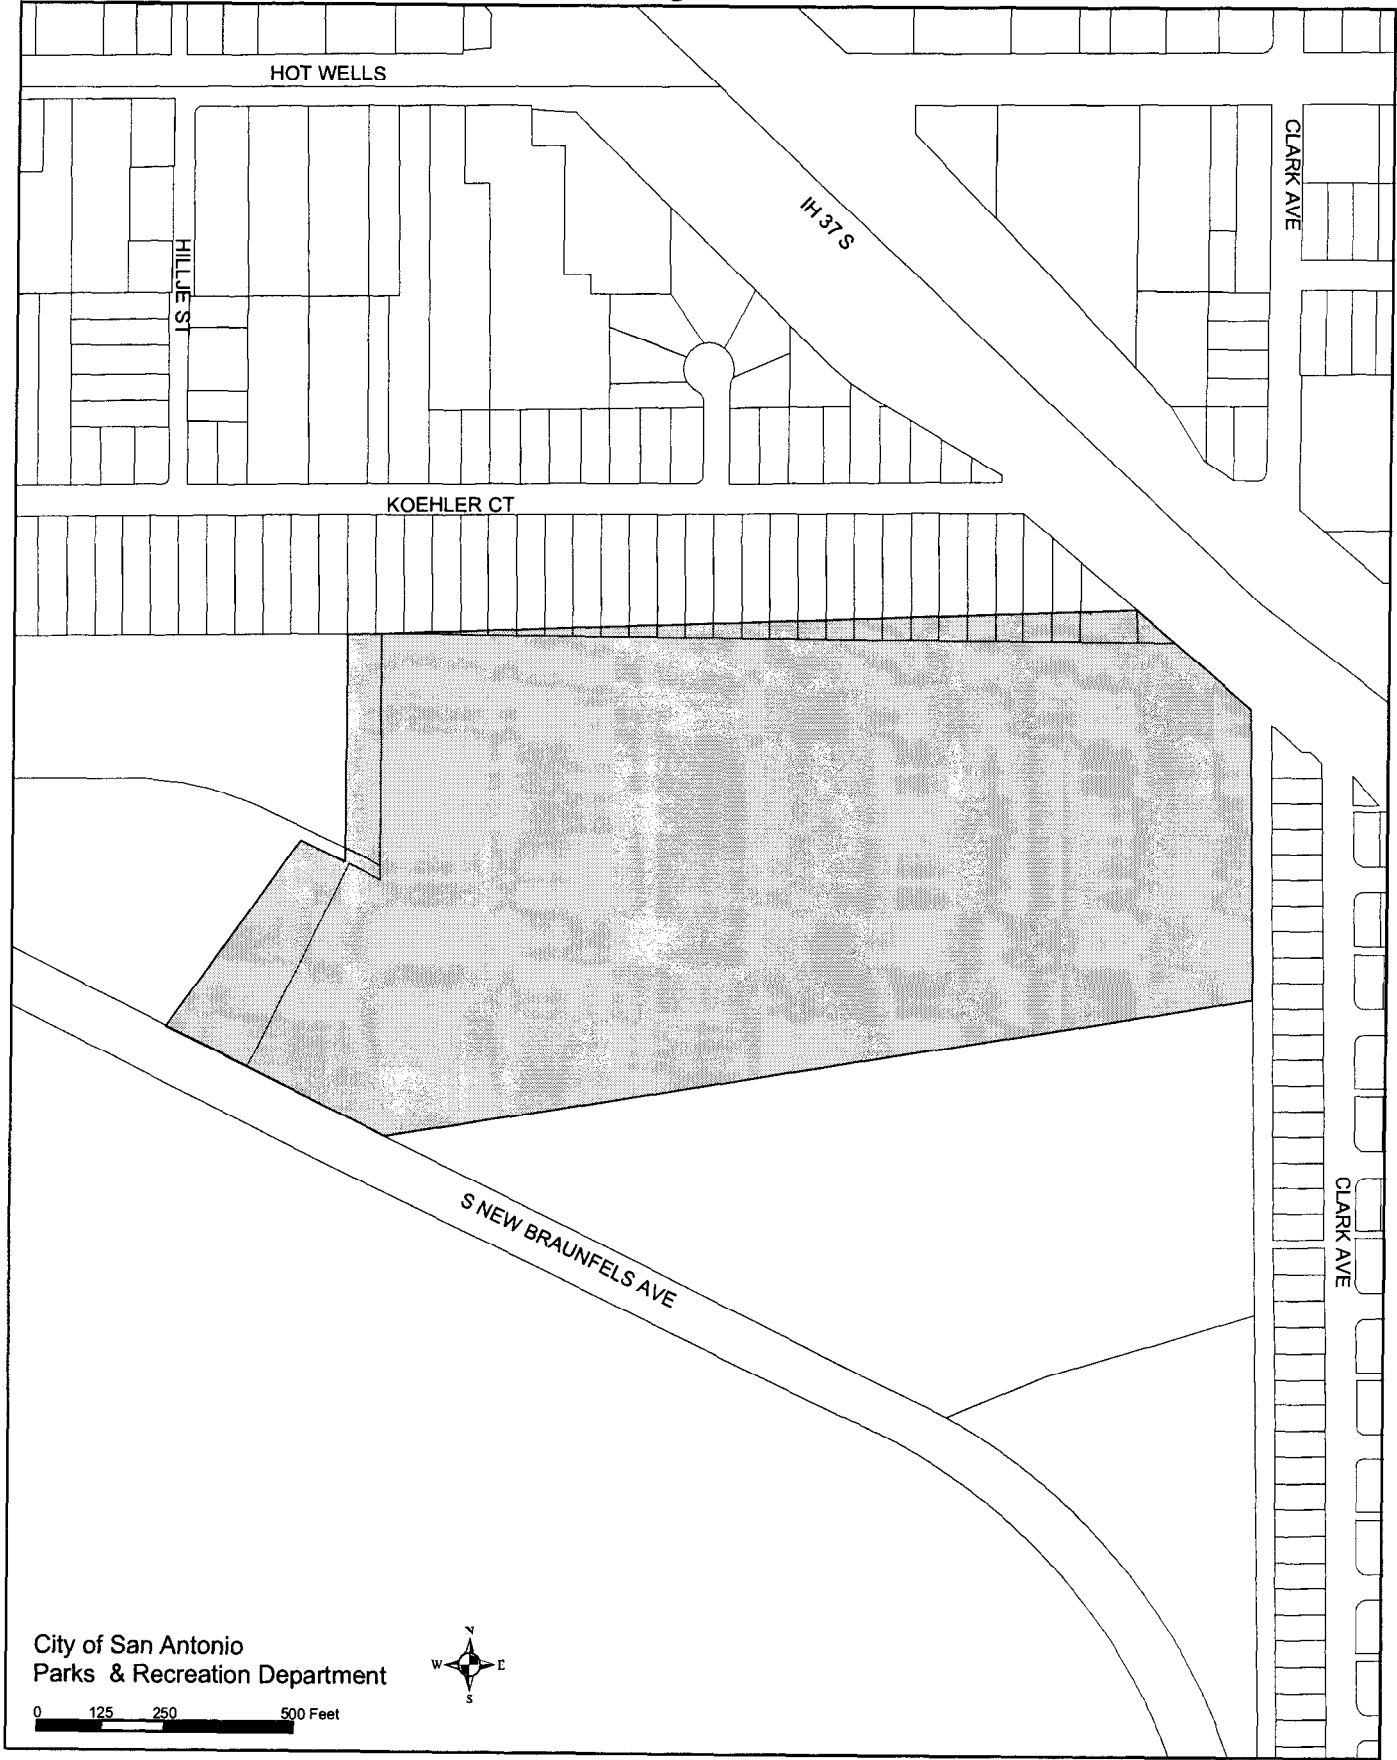 HOT WELLS
CLARK AVE
IH 37 S
HILLJE ST
KOEHLER CT
S NEW BRAUNFELS AVE
CLARK AVE
City of San Antonio
Parks & Recreation Department
N
W E
S
0 125 250 500 Feet